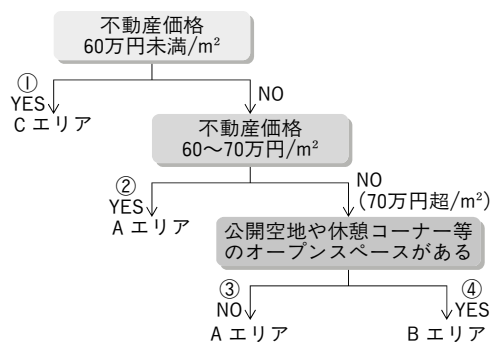 不動産価格
60万円未満/m²
①
YES
Cエリア
NO
不動産価格
60〜70万円/m²
②
YES
Aエリア
NO
(70万円超/m²)
公開空地や休憩コーナー等
のオープンスペースがある
③
NO
Aエリア
④
YES
Bエリア